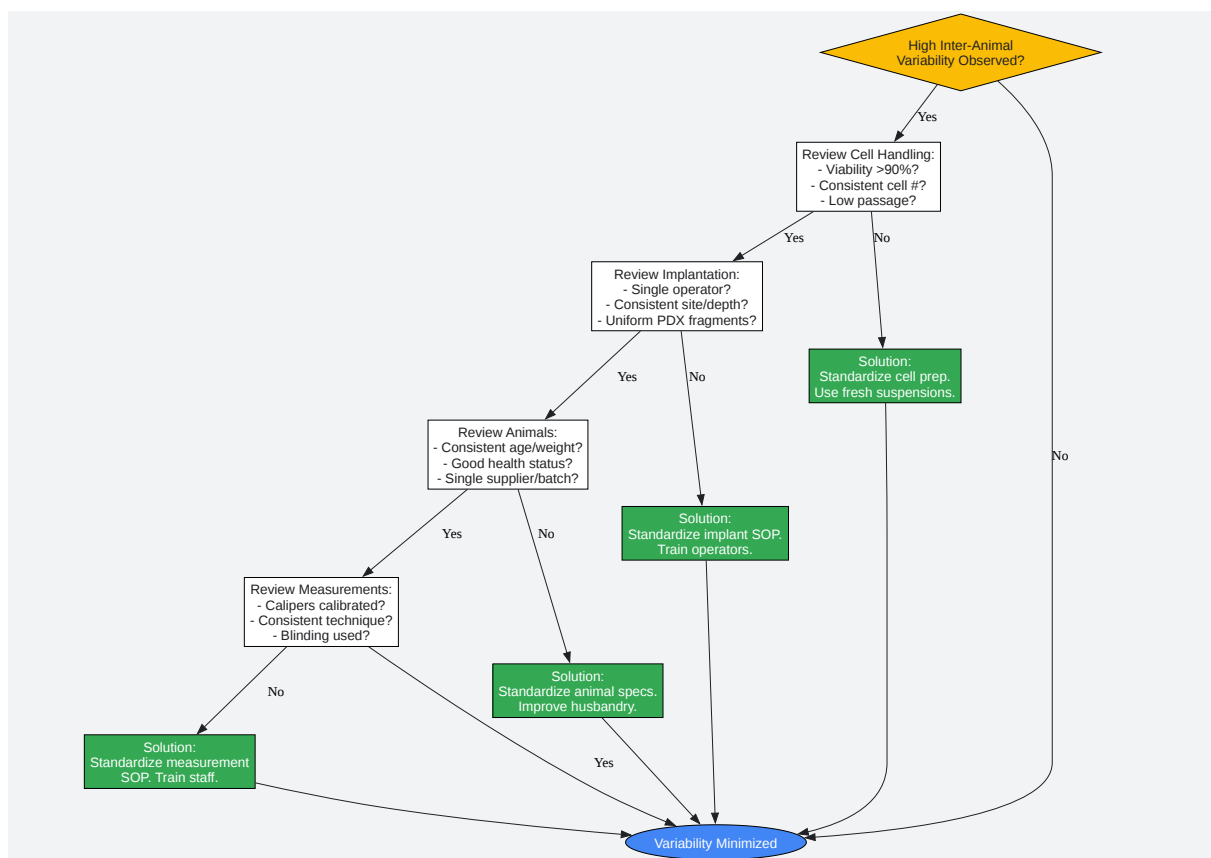 High Inter-Animal
Variability Observed?
Yes
Review Cell Handling:
- Viability >90%?
- Consistent cell #?
- Low passage?
Yes
No
Review Implantation:
- Single operator?
- Consistent site/depth?
- Uniform PDX fragments?
Solution:
Standardize cell prep.
Use fresh suspensions.
Yes
No
Review Animals:
- Consistent age/weight?
- Good health status?
- Single supplier/batch?
No
Solution:
Standardize implant SOP.
Train operators.
Yes
No
Review Measurements:
- Calipers calibrated?
- Consistent technique?
- Blinding used?
Solution:
Standardize animal specs.
Improve husbandry.
No
Solution:
Standardize measurement
SOP. Train staff.
Yes
Variability Minimized